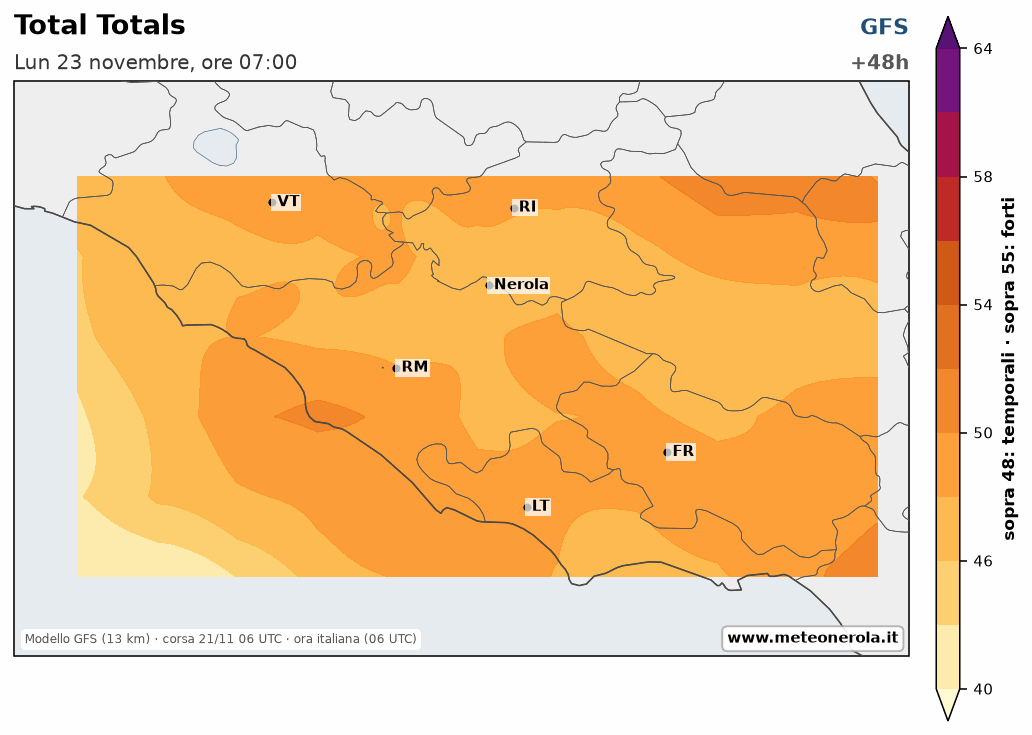 Total Totals
GFS
Lun 23 novembre, ore 07:00
+48h
64
58
54
50
46
40
sopra 48: temporali · sopra 55: forti
VT
RI
Nerola
RM
FR
LT
Modello GFS (13 km) · corsa 21/11 06 UTC · ora italiana (06 UTC)
www.meteonerola.it